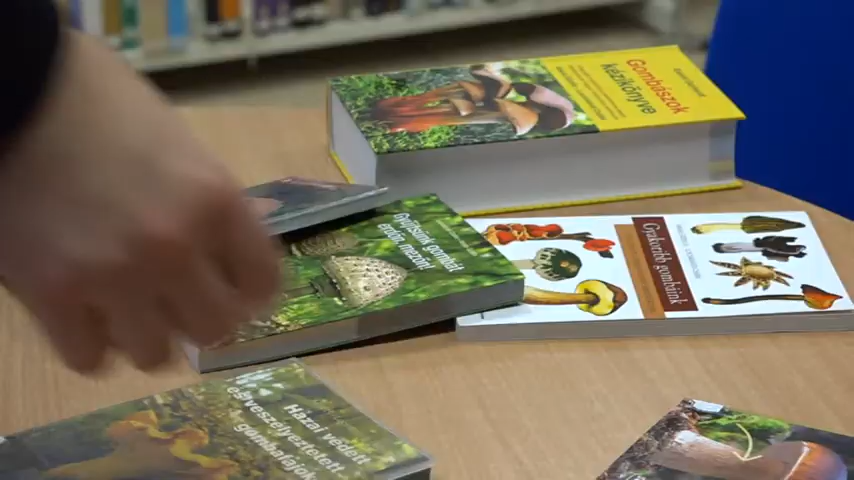 Gombászok
kézikönyve
Gyűjtsünk gombát
erdőn, mezőn!
Gyakoribb gombáink
Hazai védett
és veszélyeztetett
gombafajok